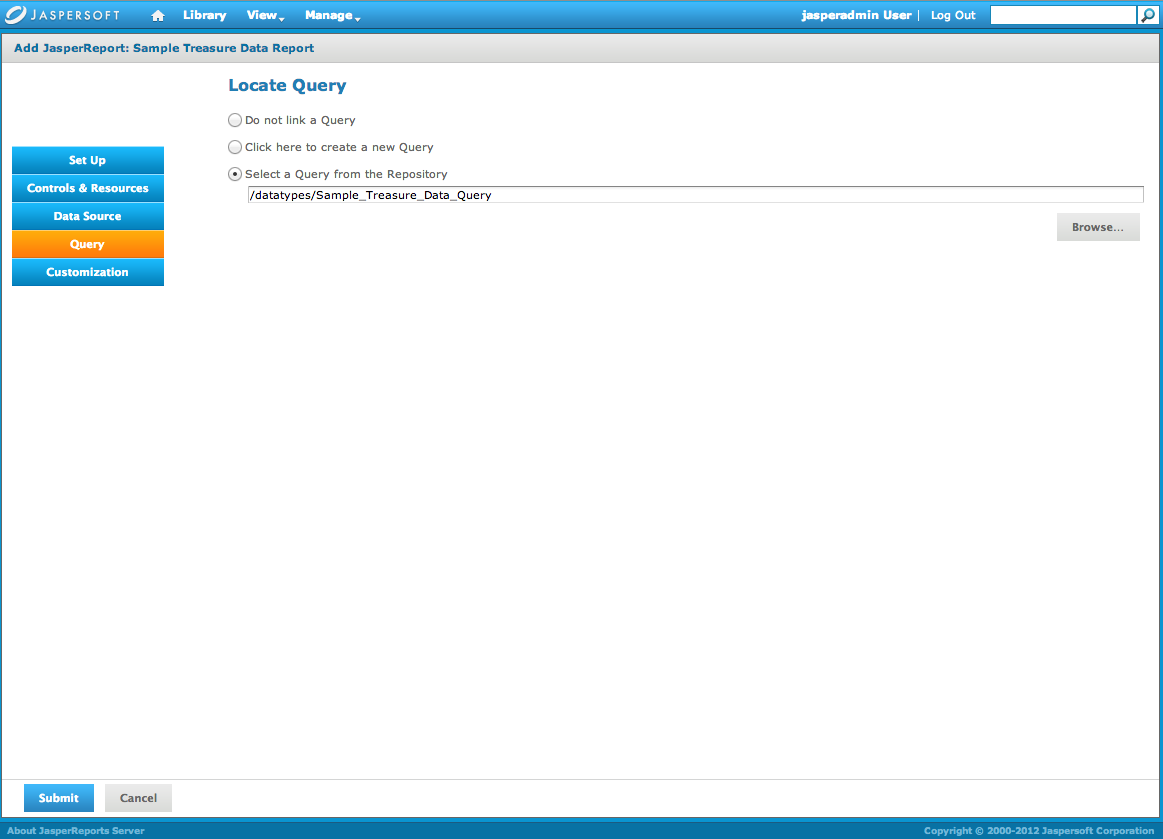 JASPERSOFT Library View Manage jasperadmin User | Log Out
Add JasperReport: Sample Treasure Data Report
Locate Query
Do not link a Query
Click here to create a new Query
Select a Query from the Repository
/datatypes/Sample_Treasure_Data_Query
Browse...
Set Up
Controls & Resources
Data Source
Query
Customization
Submit Cancel
About JasperReports Server Copyright © 2000-2012 Jaspersoft Corporation